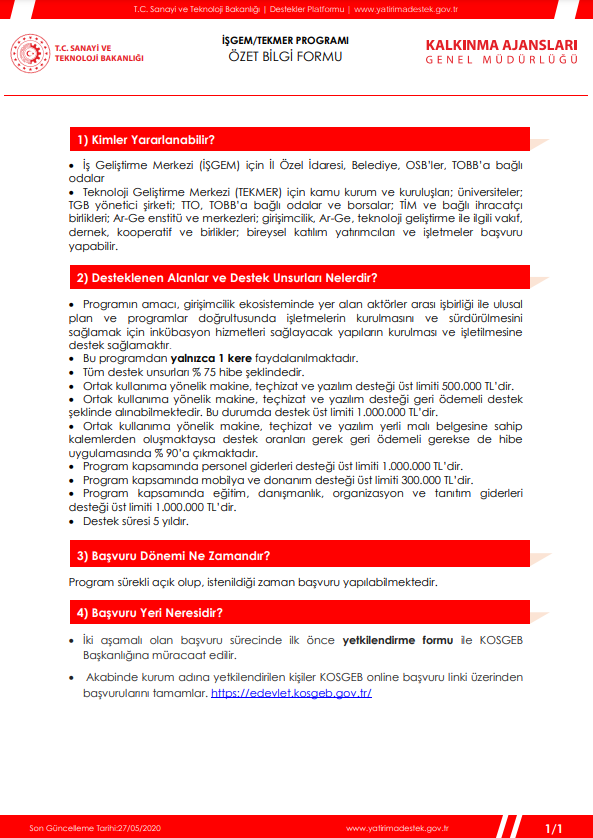 T.C. Sanayi ve Teknoloji Bakanlığı | Destekler Platformu | www.yatirimadestek.gov.tr
T.C. SANAYİ VE
TEKNOLOJİ BAKANLIĞI
İŞGEM/TEKMER PROGRAMI
ÖZET BİLGİ FORMU
KALKINMA AJANSLARI
GENEL MÜDÜRLÜĞÜ
1) Kimler Yararlanabilir?
• İş Geliştirme Merkezi (İŞGEM) için İl Özel İdaresi, Belediye, OSB'ler, TOBB'a bağlı
odalar
• Teknoloji Geliştirme Merkezi (TEKMER) için kamu kurum ve kuruluşları; üniversiteler;
TGB yönetici şirketi; TTO, TOBB'a bağlı odalar ve borsalar; TİM ve bağlı ihracatçı
birlikleri; Ar-Ge enstitü ve merkezleri; girişimcilik, Ar-Ge, teknoloji geliştirme ile ilgili vakıf,
dernek, kooperatif ve birlikler; bireysel katılım yatırımcıları ve işletmeler başvuru
yapabilir.
2) Desteklenen Alanlar ve Destek Unsurları Nelerdir?
• Programın amacı, girişimcilik ekosisteminde yer alan aktörler arası işbirliği ile ulusal
plan ve programlar doğrultusunda işletmelerin kurulmasını ve sürdürülmesini
sağlamak için inkübasyon hizmetleri sağlayacak yapıların kurulması ve işletilmesine
destek sağlamaktır.
• Bu programdan yalnızca 1 kere faydalanılmaktadır.
• Tüm destek unsurları % 75 hibe şeklindedir.
• Ortak kullanıma yönelik makine, teçhizat ve yazılım desteği üst limiti 500.000 TL'dir.
• Ortak kullanıma yönelik makine, teçhizat ve yazılım desteği geri ödemeli destek
şeklinde alınabilmektedir. Bu durumda destek üst limiti 1.000.000 TL'dir.
• Ortak kullanıma yönelik makine, teçhizat ve yazılım yerli malı belgesine sahip
kalemlerden oluşmaktaysa destek oranları gerek geri ödemeli gerekse de hibe
uygulamasında % 90'a çıkmaktadır.
• Program kapsamında personel giderleri desteği üst limiti 1.000.000 TL'dir.
• Program kapsamında mobilya ve donanım desteği üst limiti 300.000 TL'dir.
• Program kapsamında eğitim, danışmanlık, organizasyon ve tanıtım giderleri
desteği üst limiti 1.000.000 TL'dir.
• Destek süresi 5 yıldır.
3) Başvuru Dönemi Ne Zamandır?
Program sürekli açık olup, istenildiği zaman başvuru yapılabilmektedir.
4) Başvuru Yeri Neresidir?
• İki aşamalı olan başvuru sürecinde ilk önce yetkilendirme formu ile KOSGEB
Başkanlığına müracaat edilir.
• Akabinde kurum adına yetkilendirilen kişiler KOSGEB online başvuru linki üzerinden
başvurularını tamamlar. https://edevlet.kosgeb.gov.tr/
Son Güncelleme Tarihi:27/05/2020
www.yatirimadestek.gov.tr
1/1